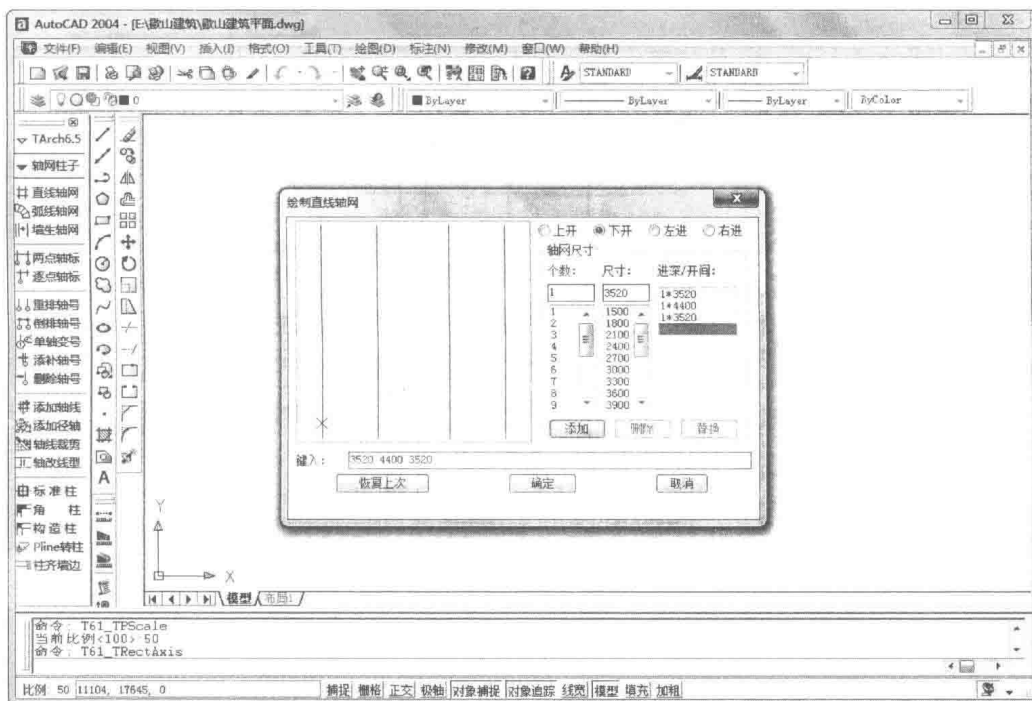 AutoCAD 2004 - [E:\歇山建筑\歇山建筑平面.dwg]
文件(F) 编辑(E) 视图(V) 插入(I) 格式(O) 工具(T) 绘图(D) 标注(N) 修改(M) 窗口(W) 帮助(H)
STANDARD STANDARD
0 ByLayer ByLayer ByLayer ByColor
TArch6.5
轴网柱子
直线轴网
弧线轴网
墙生轴网
两点轴标
逐点轴标
重排轴号
倒排轴号
单轴变号
添补轴号
删除轴号
添加轴线
添加径轴
轴线裁剪
轴改线型
标准柱
角 柱
构造柱
Pline转柱
柱齐墙边
A
绘制直线轴网
上开 下开 左进 右进
轴网尺寸
个数: 尺寸: 进深/开间:
1 3520
1*3520
1*4400
1*3520
1 1500
2 1800
3 2100
4 2400
5 2700
6 3000
7 3300
8 3600
9 3900
添加 删除 替换
键入: 3520 4400 3520
恢复上次 确定 取消
Y
X
模型 布局1
命令: T61_TPScale
当前比例<100>:50
命令: T61_TRectAxis
比例 50 11104, 17645, 0 捕捉 栅格 正交 极轴 对象捕捉 对象追踪 线宽 模型 填充 加粗